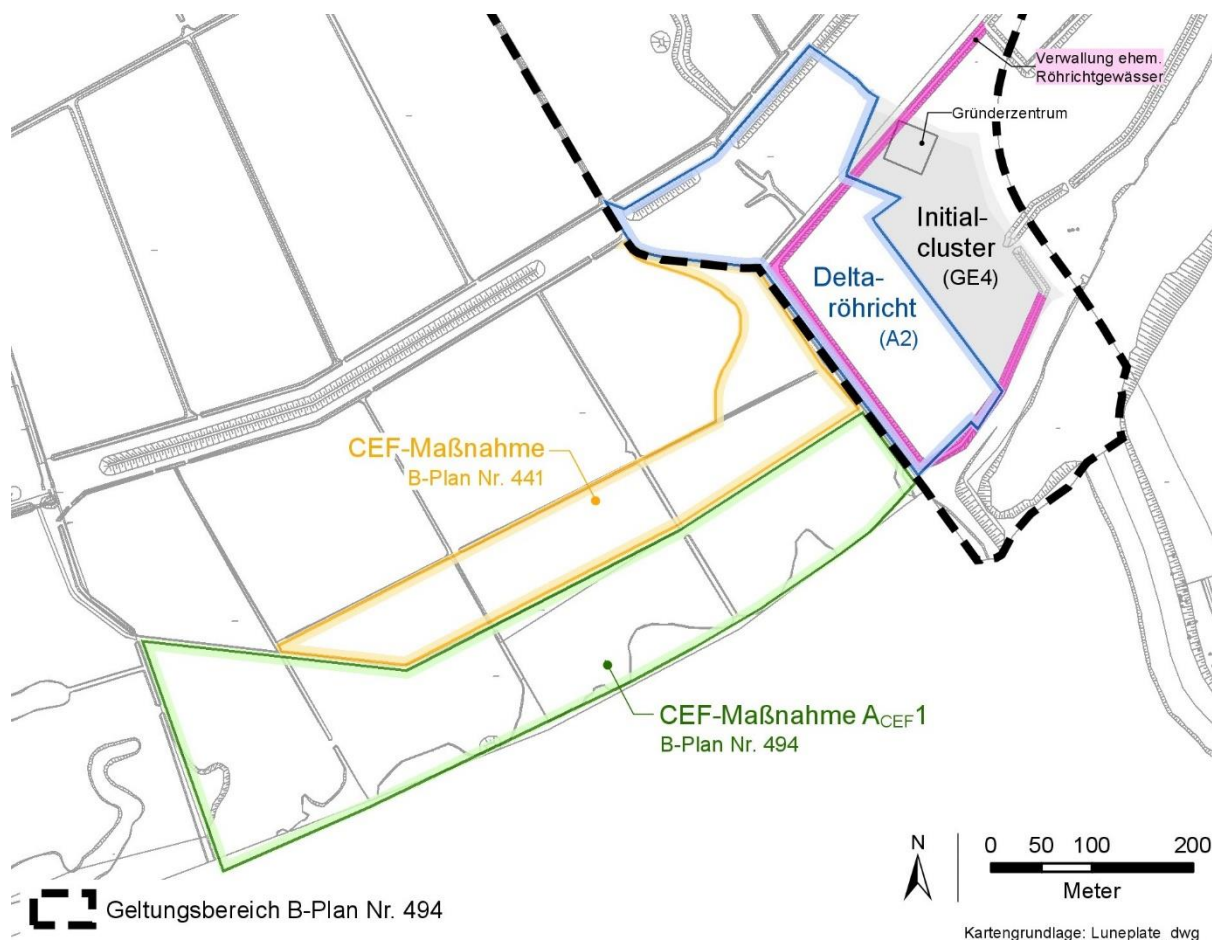 Verwallung ehem.
Röhrichtgewässer
Gründerzentrum
Initial-
cluster
(GE4)
Delta-
röhricht
(A2)
CEF-Maßnahme
B-Plan Nr. 441
CEF-Maßnahme ACEF1
B-Plan Nr. 494
N
0 50 100 200
Meter
Geltungsbereich B-Plan Nr. 494
Kartengrundlage: Luneplate dwg